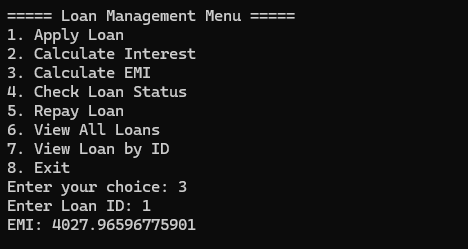 ===== Loan Management Menu =====
1. Apply Loan
2. Calculate Interest
3. Calculate EMI
4. Check Loan Status
5. Repay Loan
6. View All Loans
7. View Loan by ID
8. Exit
Enter your choice: 3
Enter Loan ID: 1
EMI: 4027.96596775901